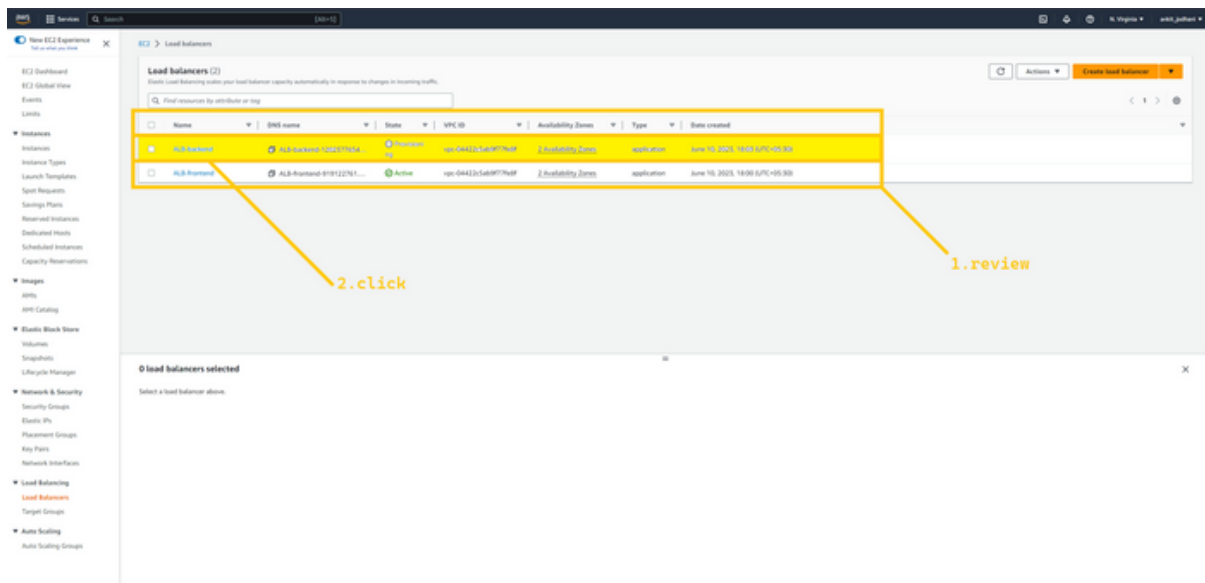 aws Services Search [Alt+S] N. Virginia
New EC2 Experience
Tell us what you think
EC2 Dashboard
EC2 Global View
Events
Limits
Instances
Instances
Instance Types
Launch Templates
Spot Requests
Savings Plans
Reserved Instances
Dedicated Hosts
Scheduled Instances
Capacity Reservations
Images
AMIs
AMI Catalog
Elastic Block Store
Volumes
Snapshots
Lifecycle Manager
Network & Security
Security Groups
Elastic IPs
Placement Groups
Key Pairs
Network Interfaces
Load Balancing
Load Balancers
Target Groups
Auto Scaling
Auto Scaling Groups
EC2 > Load balancers
Load balancers (2)
Elastic Load Balancing scales your load balancer capacity automatically in response to changes in incoming traffic.
Actions Create load balancer
Find resources by attribute or tag
1
Name DNS name State VPC ID Availability Zones Type Date created
ALB-backend 2 Availability Zones application
ALB-frontend Active 2 Availability Zones application
1.review
2.click
0 load balancers selected
Select a load balancer above.